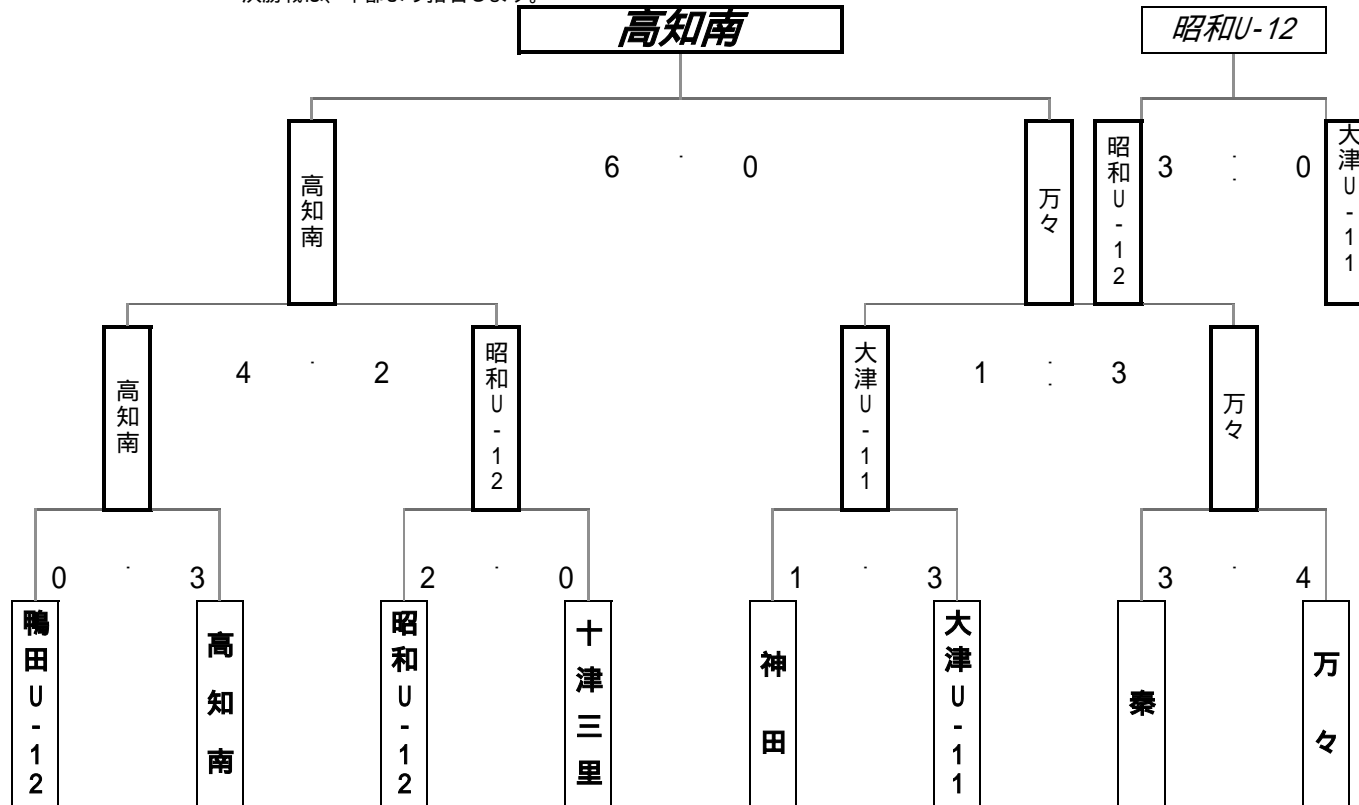 高知南
昭和U-12
高知南
6 : 0
万々
昭和U-12
3 : 0
大津U-11
高知南
4 : 2
昭和U-12
大津U-11
1 : 3
万々
0 : 3
2 : 0
1 : 3
3 : 4
鴨田U-12
高知南
昭和U-12
十津三里
神田
大津U-11
秦
万々